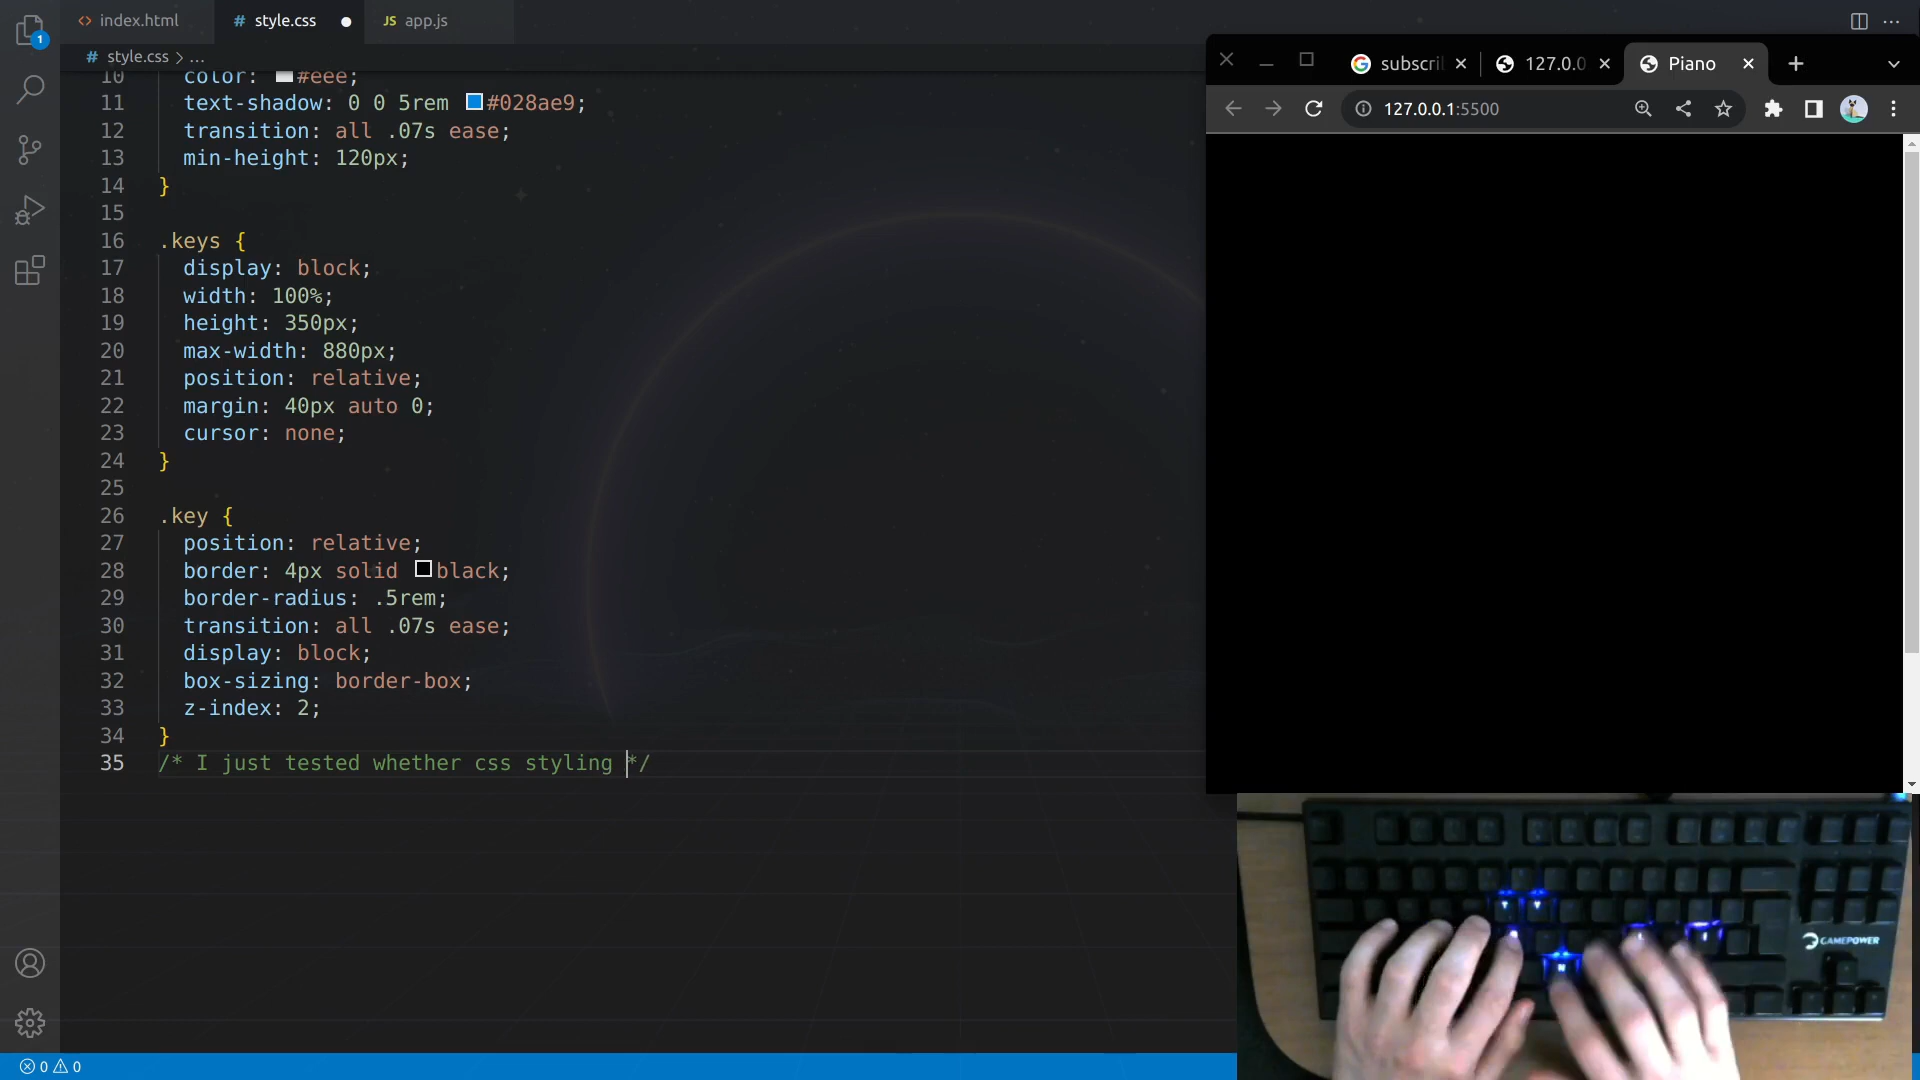 index.html
# style.css
JS app.js
1
# style.css > ...
10 color: #eee;
11 text-shadow: 0 0 5rem #028ae9;
12 transition: all .07s ease;
13 min-height: 120px;
14 }
15
16 .keys {
17 display: block;
18 width: 100%;
19 height: 350px;
20 max-width: 880px;
21 position: relative;
22 margin: 40px auto 0;
23 cursor: none;
24 }
25
26 .key {
27 position: relative;
28 border: 4px solid black;
29 border-radius: .5rem;
30 transition: all .07s ease;
31 display: block;
32 box-sizing: border-box;
33 z-index: 2;
34 }
35 /* I just tested whether css styling */
0 0
subscri
127.0.0
Piano
127.0.0.1:5500
GAMEPOWER